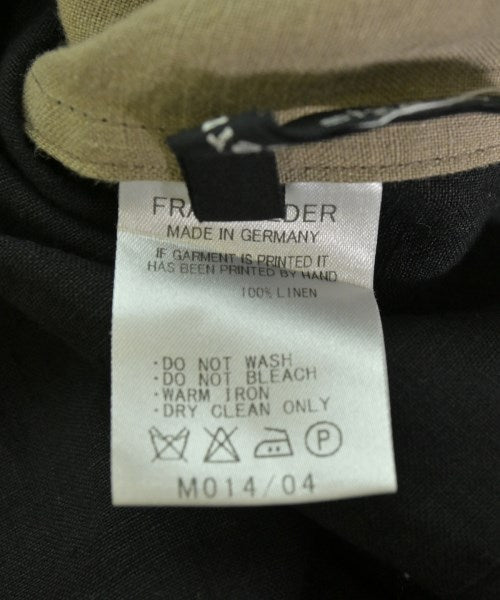 MADE IN GERMANY
IF GARMENT IS PRINTED IT
HAS BEEN PRINTED BY HAND
100% LINEN
·DO NOT WASH
·DO NOT BLEACH
·WARM IRON
·DRY CLEAN ONLY
P
M014/04